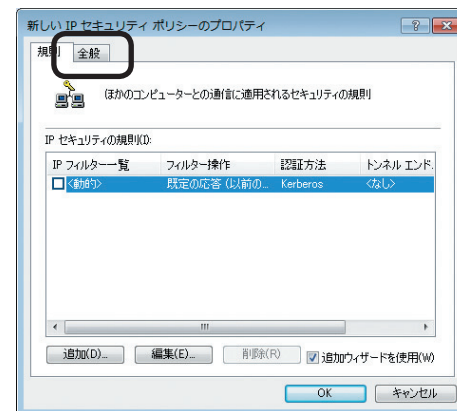 新しい IP セキュリティ ポリシーのプロパティ
規則 全般
ほかのコンピューターとの通信に適用されるセキュリティの規則
IP セキュリティの規則(I):
IP フィルター一覧 フィルター操作 認証方法 トンネル エンド.
<動的> 既定の応答 (以前の... Kerberos <なし>
追加(D)... 編集(E)... 削除(R) 追加ウィザードを使用(W)
OK キャンセル